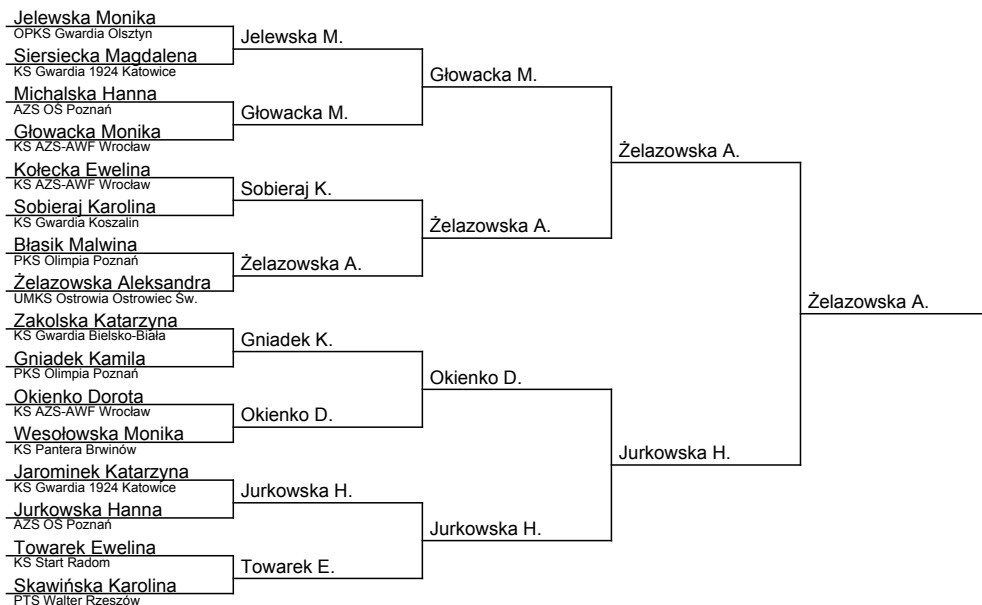 Jelewska Monika
OPKS Gwardia Olsztyn
Siersiecka Magdalena
KS Gwardia 1924 Katowice
Michalska Hanna
AZS OŚ Poznań
Głowacka Monika
KS AZS-AWF Wrocław
Kołecka Ewelina
KS AZS-AWF Wrocław
Sobieraj Karolina
KS Gwardia Koszalin
Błasik Malwina
PKS Olimpia Poznań
Żelazowska Aleksandra
UMKS Ostrowia Ostrowiec Św.
Zakolska Katarzyna
KS Gwardia Bielsko-Biała
Gniadek Kamila
PKS Olimpia Poznań
Okienko Dorota
KS AZS-AWF Wrocław
Wesołowska Monika
KS Pantera Brwinów
Jarominek Katarzyna
KS Gwardia 1924 Katowice
Jurkowska Hanna
AZS OŚ Poznań
Towarek Ewelina
KS Start Radom
Skawińska Karolina
PTS Walter Rzeszów
Jelewska M.
Głowacka M.
Sobieraj K.
Żelazowska A.
Gniadek K.
Okienko D.
Jurkowska H.
Towarek E.
Głowacka M.
Żelazowska A.
Okienko D.
Jurkowska H.
Żelazowska A.
Jurkowska H.
Żelazowska A.